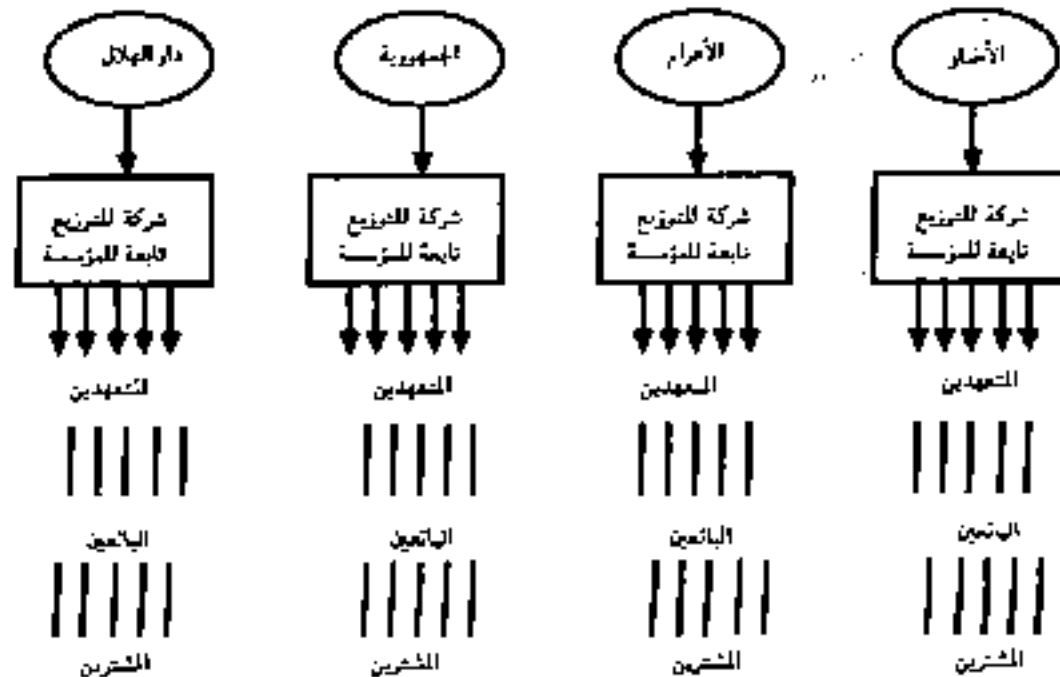 الأخبار
الأهرام
الجمهورية
دار الهلال
شركة للتوزيع
تابعة للمؤسسة
شركة للتوزيع
تابعة للمؤسسة
شركة للتوزيع
تابعة للمؤسسة
شركة للتوزيع
تابعة للمؤسسة
المتعهدين
المتعهدين
المتعهدين
المتعهدين
البائعين
البائعين
البائعين
البائعين
المشترين
المشترين
المشترين
المشترين